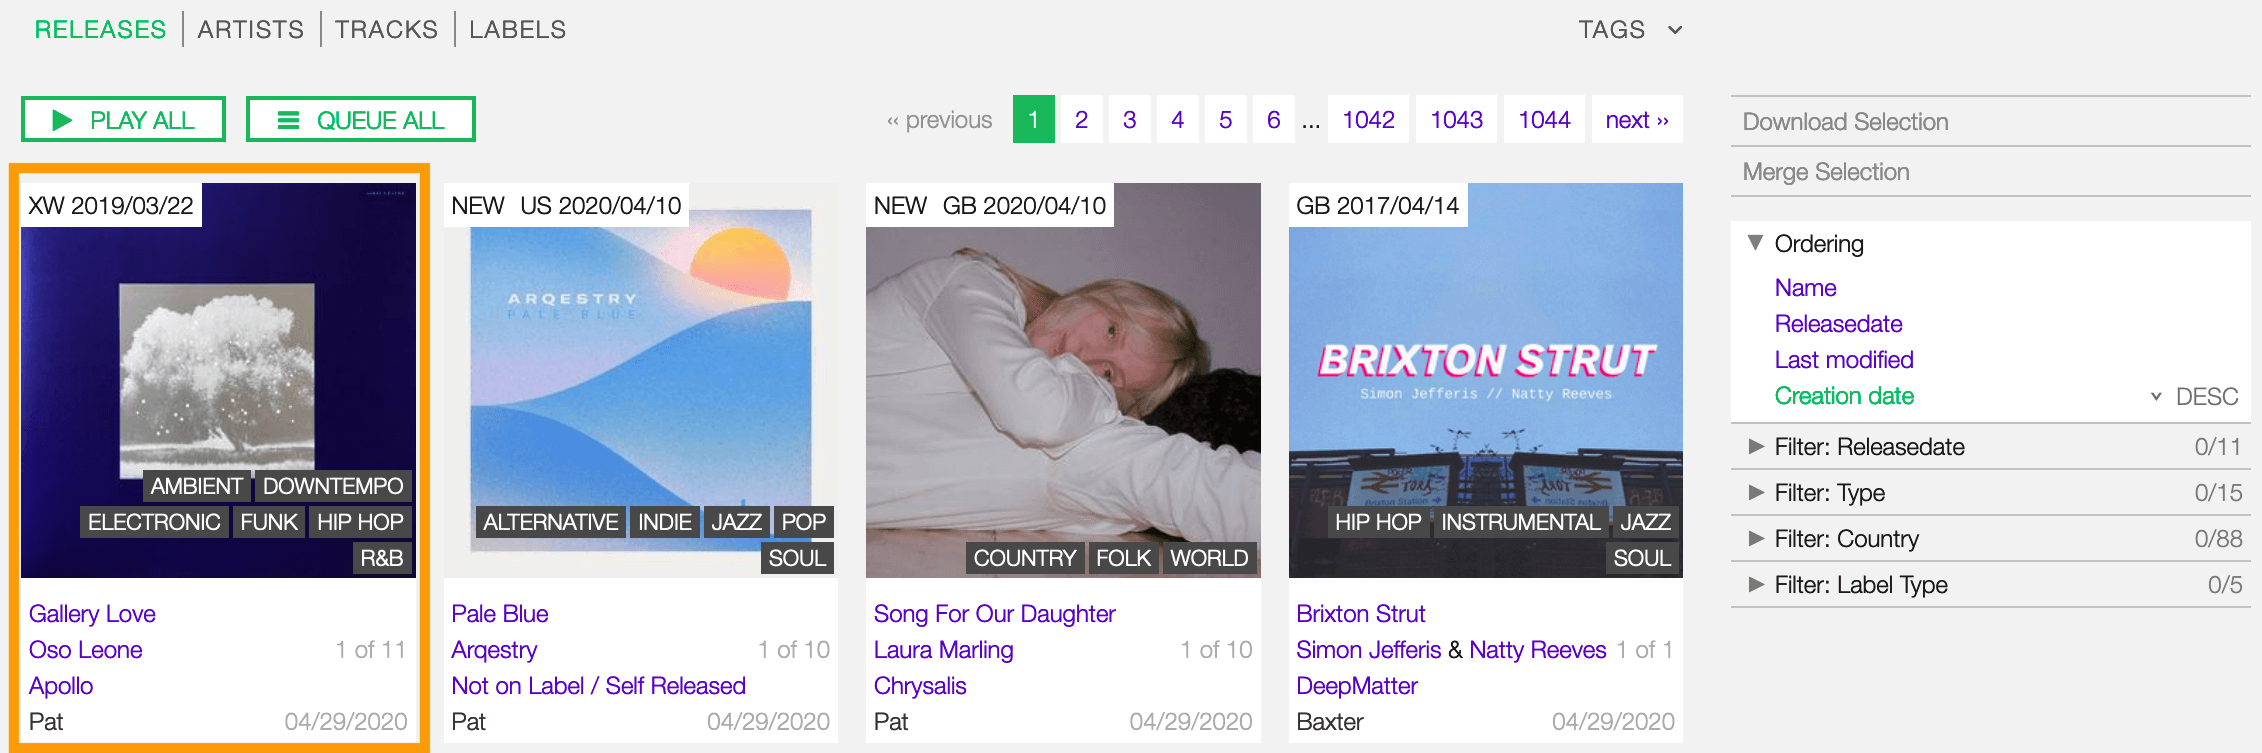 RELEASES ARTISTS TRACKS LABELS
TAGS
PLAY ALL
QUEUE ALL
‹‹ previous 1 2 3 4 5 6 ... 1042 1043 1044 next ››
XW 2019/03/22
AMBIENT DOWNTEMPO
ELECTRONIC FUNK HIP HOP
R&B
Gallery Love
Oso Leone 1 of 11
Apollo
Pat 04/29/2020
NEW US 2020/04/10
ARQESTRY
PALE BLUE
ALTERNATIVE INDIE JAZZ POP
SOUL
Pale Blue
Arqestry 1 of 10
Not on Label / Self Released
Pat 04/29/2020
NEW GB 2020/04/10
COUNTRY FOLK WORLD
Song For Our Daughter
Laura Marling 1 of 10
Chrysalis
Pat 04/29/2020
GB 2017/04/14
BRIXTON STRUT
Simon Jefferis // Natty Reeves
Brixton Station
HIP HOP INSTRUMENTAL JAZZ
SOUL
Brixton Strut
Simon Jefferis & Natty Reeves 1 of 1
DeepMatter
Baxter 04/29/2020
Download Selection
Merge Selection
Ordering
Name
Releasedate
Last modified
Creation date DESC
Filter: Releasedate 0/11
Filter: Type 0/15
Filter: Country 0/88
Filter: Label Type 0/5